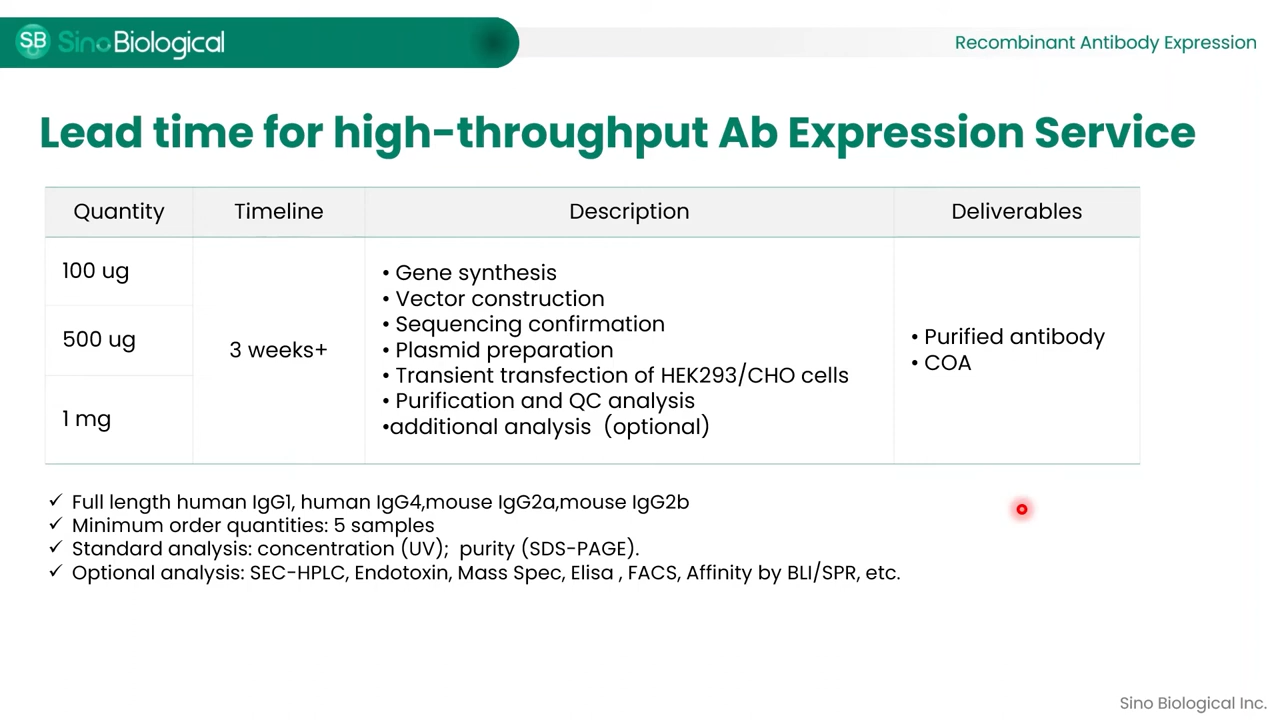 SB SinoBiological
Recombinant Antibody Expression
Lead time for high-throughput Ab Expression Service
Quantity Timeline Description Deliverables
100 ug
500 ug
1 mg
3 weeks+
• Gene synthesis
• Vector construction
• Sequencing confirmation
• Plasmid preparation
• Transient transfection of HEK293/CHO cells
• Purification and QC analysis
•additional analysis (optional)
• Purified antibody
• COA
✓ Full length human IgG1, human IgG4,mouse IgG2a,mouse IgG2b
✓ Minimum order quantities: 5 samples
✓ Standard analysis: concentration (UV); purity (SDS-PAGE).
✓ Optional analysis: SEC-HPLC, Endotoxin, Mass Spec, Elisa , FACS, Affinity by BLI/SPR, etc.
Sino Biological Inc.